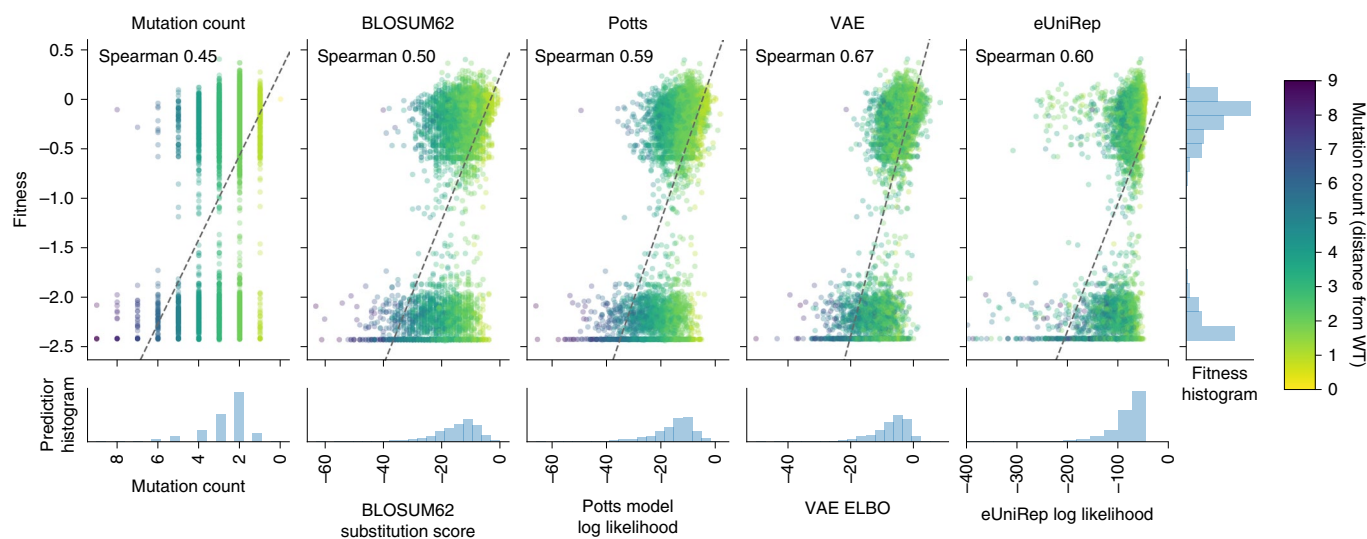 Mutation count
BLOSUM62
Potts
VAE
eUniRep
Spearman 0.45
Spearman 0.50
Spearman 0.59
Spearman 0.67
Spearman 0.60
Fitness
0.5
0
−0.5
−1.0
−1.5
−2.0
−2.5
Prediction
histogram
8
6
4
2
0
Mutation count
−60
−40
−20
0
BLOSUM62
substitution score
−60
−40
−20
0
Potts model
log likelihood
−40
−20
0
VAE ELBO
−400
−300
−200
−100
0
eUniRep log likelihood
Fitness
histogram
9
8
7
6
5
4
3
2
1
0
Mutation count (distance from WT)